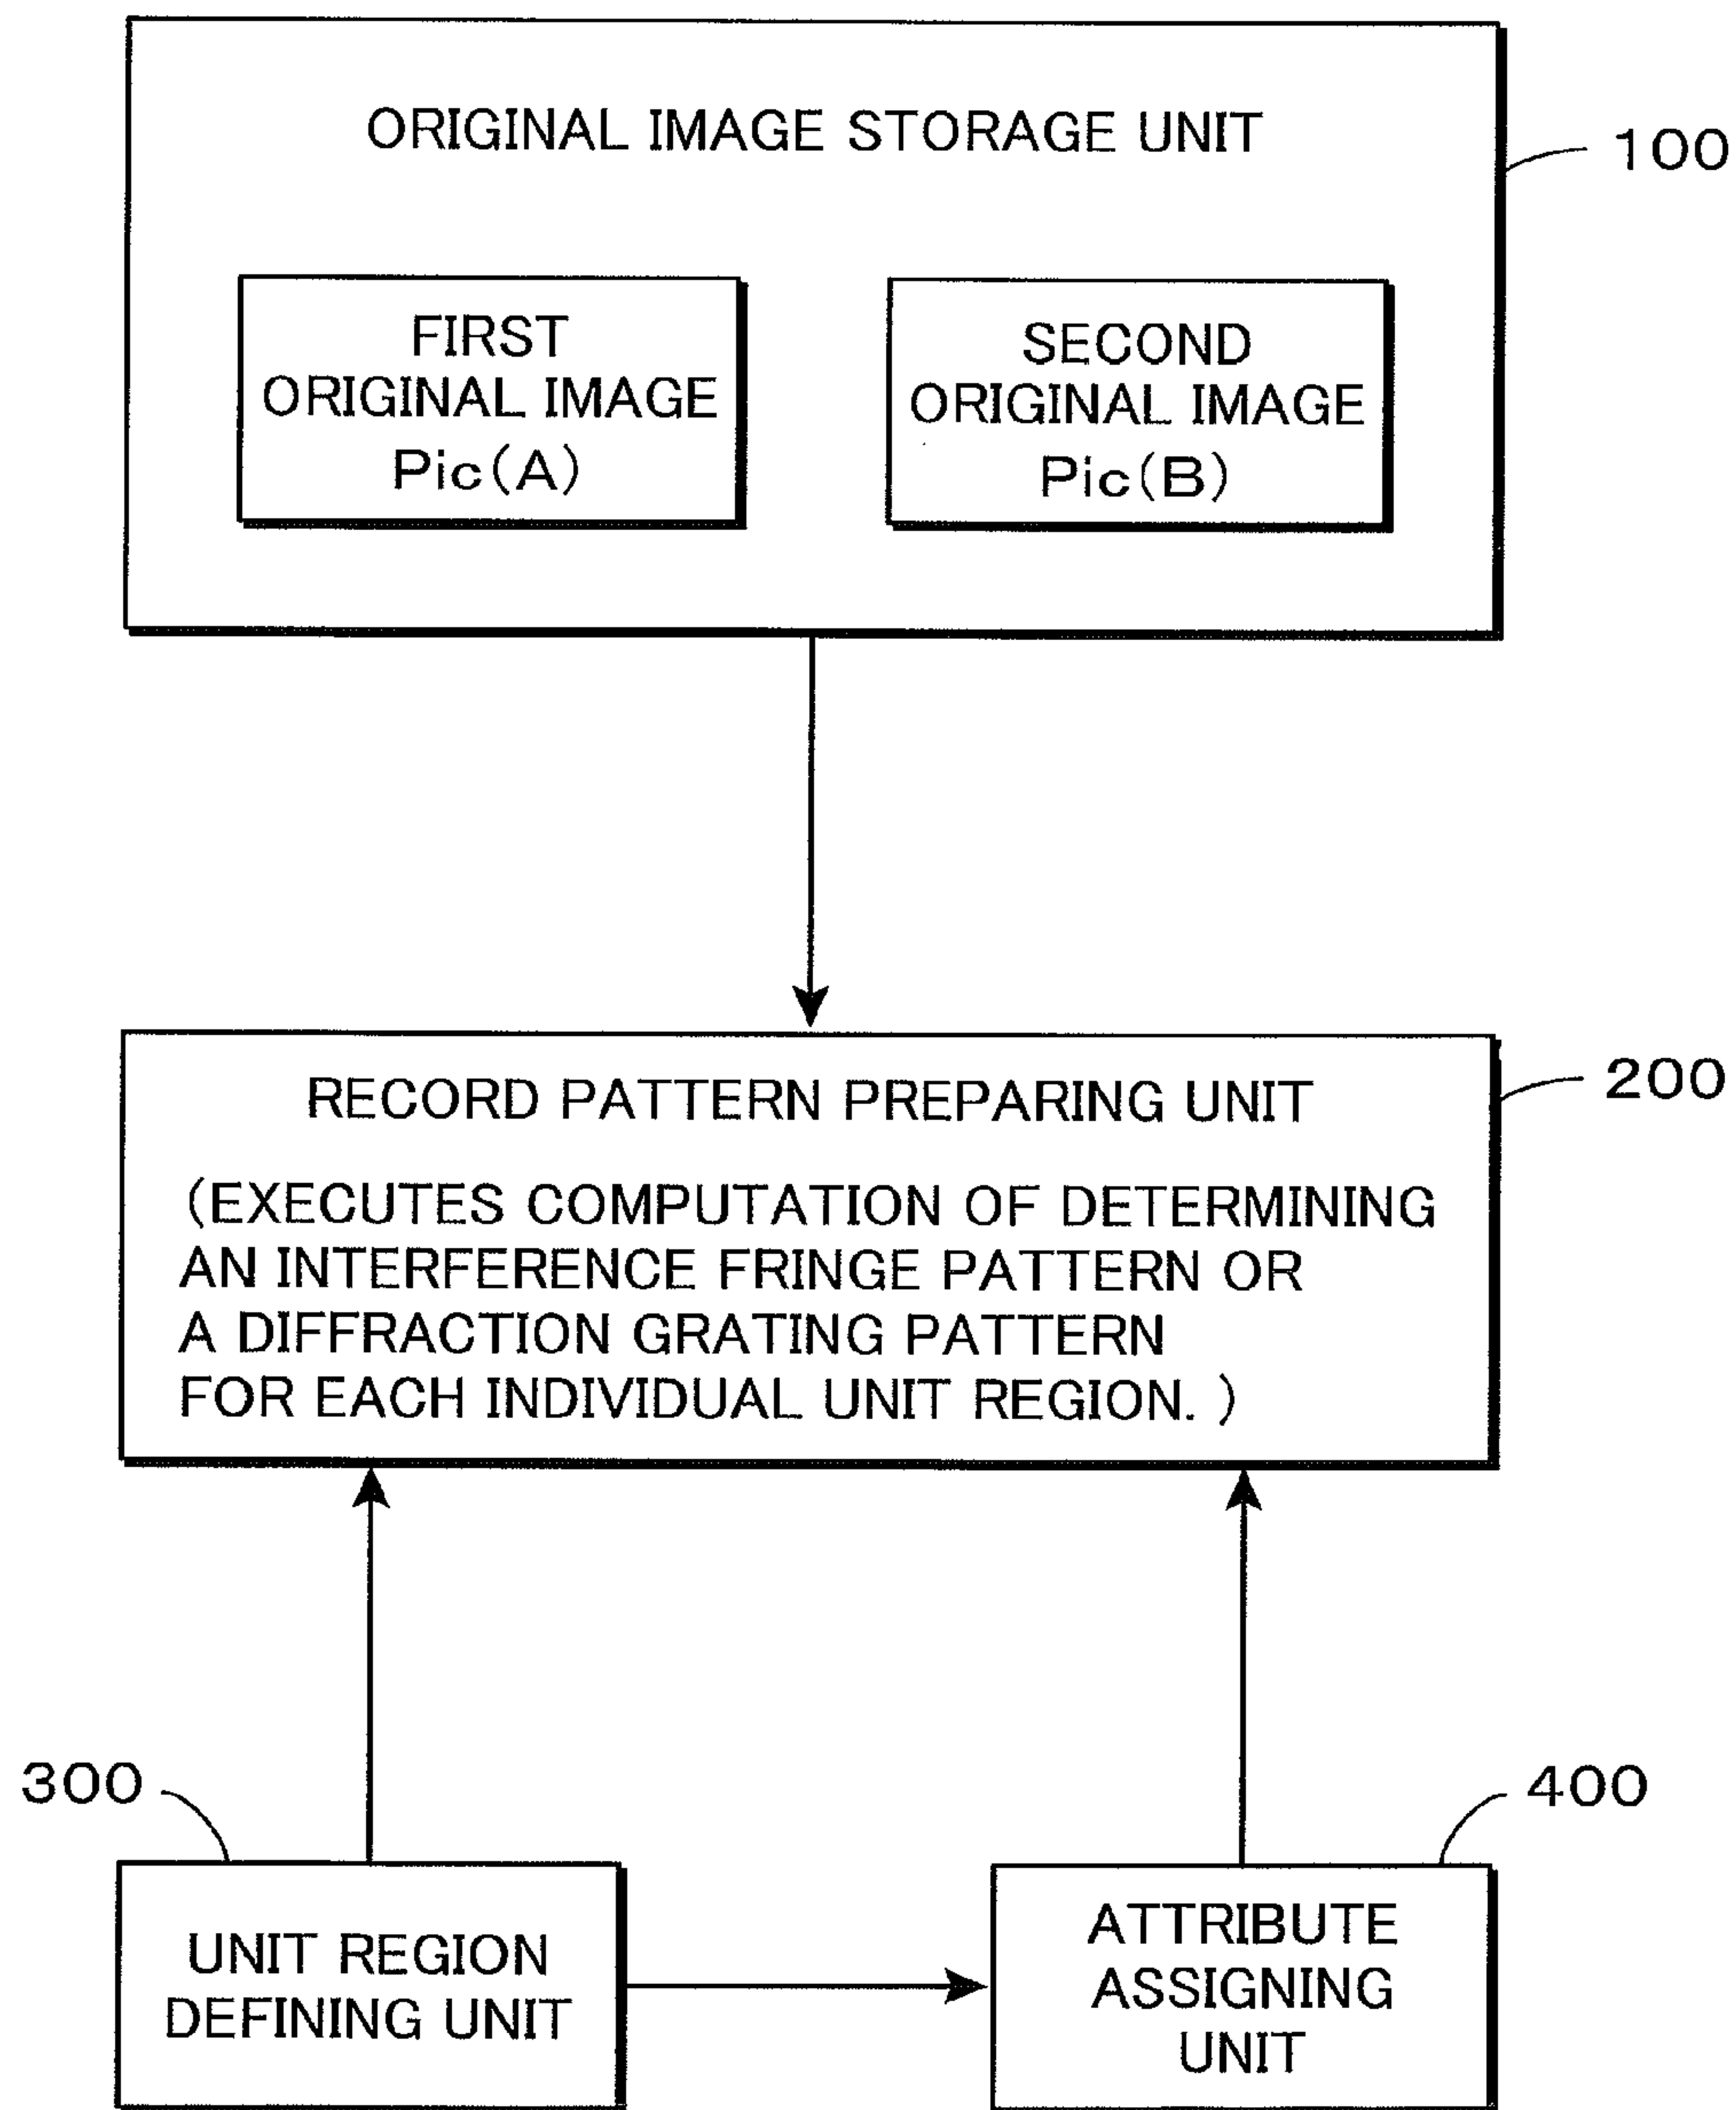 ORIGINAL IMAGE STORAGE UNIT
100
FIRST
ORIGINAL IMAGE
Pic(A)
SECOND
ORIGINAL IMAGE
Pic(B)
RECORD PATTERN PREPARING UNIT
200
(EXECUTES COMPUTATION OF DETERMINING
AN INTERFERENCE FRINGE PATTERN OR
A DIFFRACTION GRATING PATTERN
FOR EACH INDIVIDUAL UNIT REGION. )
300
UNIT REGION
DEFINING UNIT
400
ATTRIBUTE
ASSIGNING
UNIT